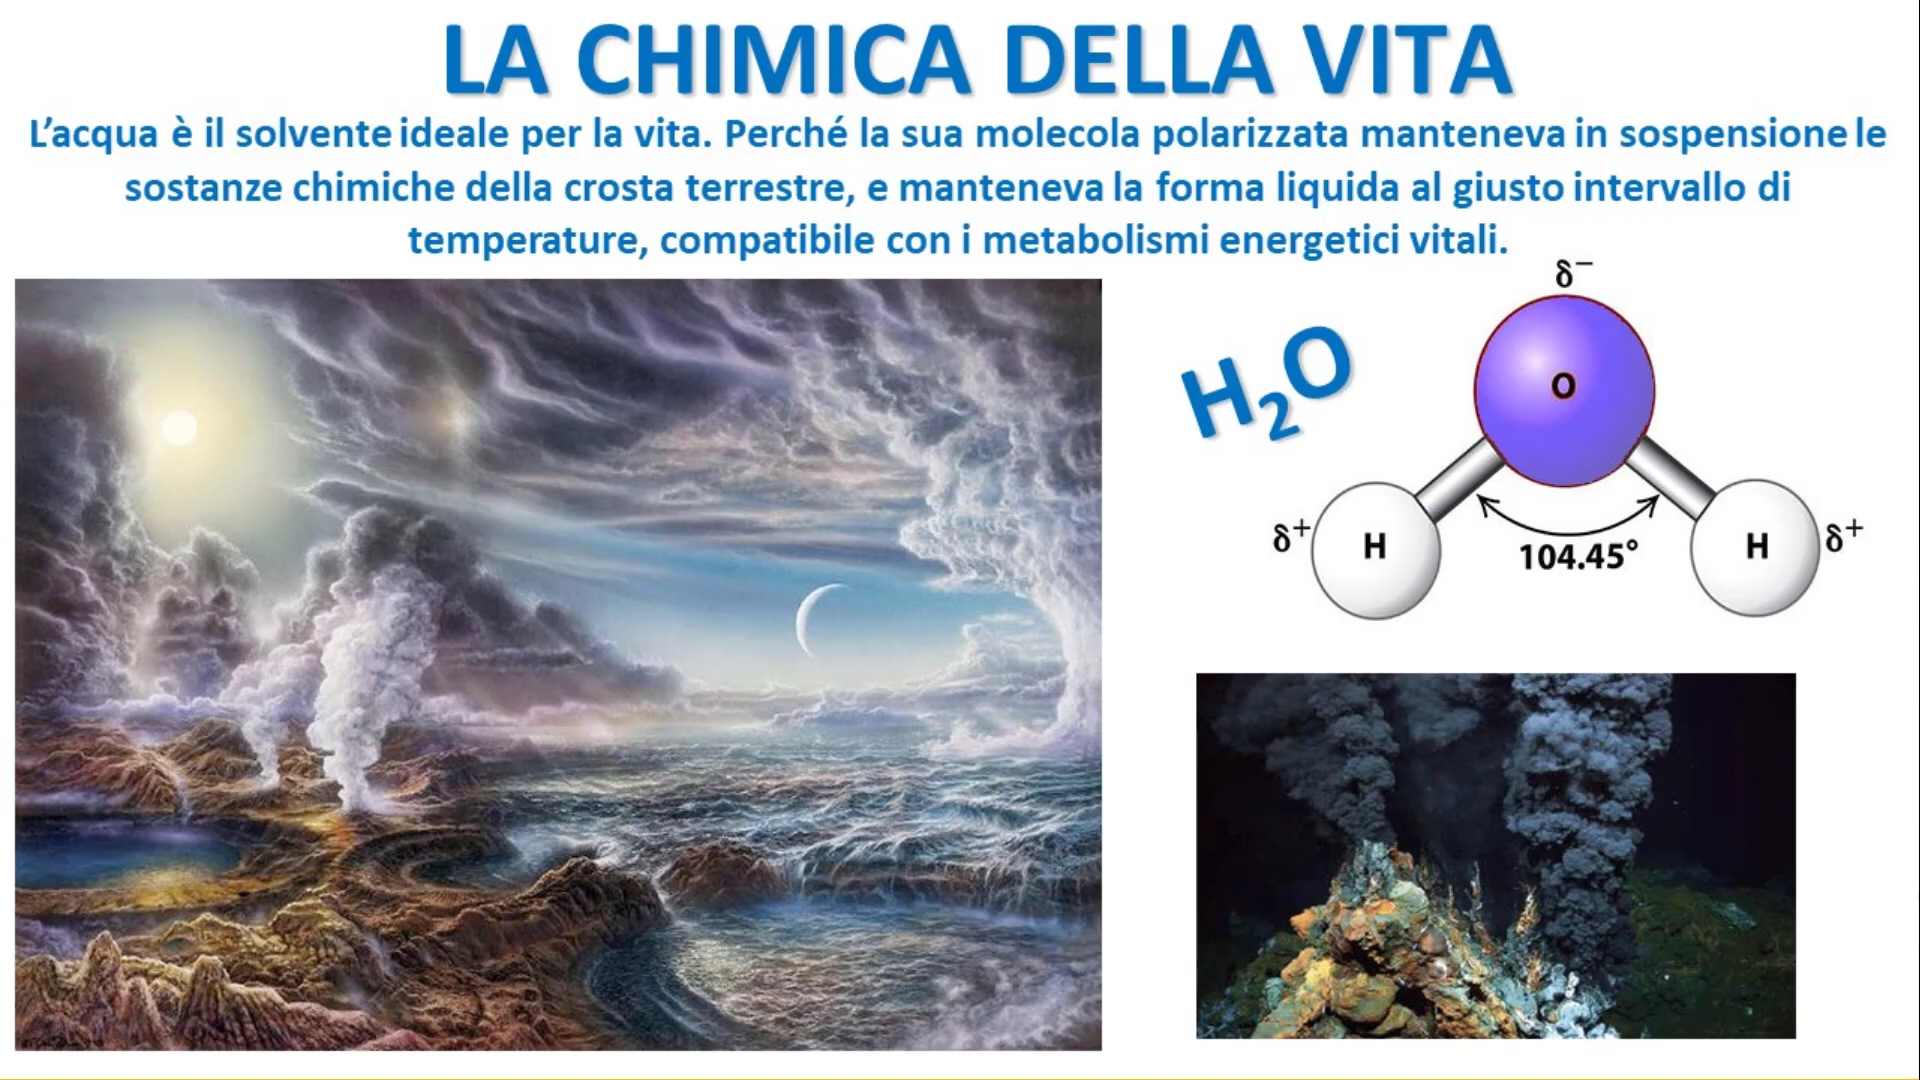 LA CHIMICA DELLA VITA
L’acqua è il solvente ideale per la vita. Perché la sua molecola polarizzata manteneva in sospensione le
sostanze chimiche della crosta terrestre, e manteneva la forma liquida al giusto intervallo di
temperature, compatibile con i metabolismi energetici vitali.
H₂O
δ⁻
O
δ⁺ H H δ⁺
104.45°